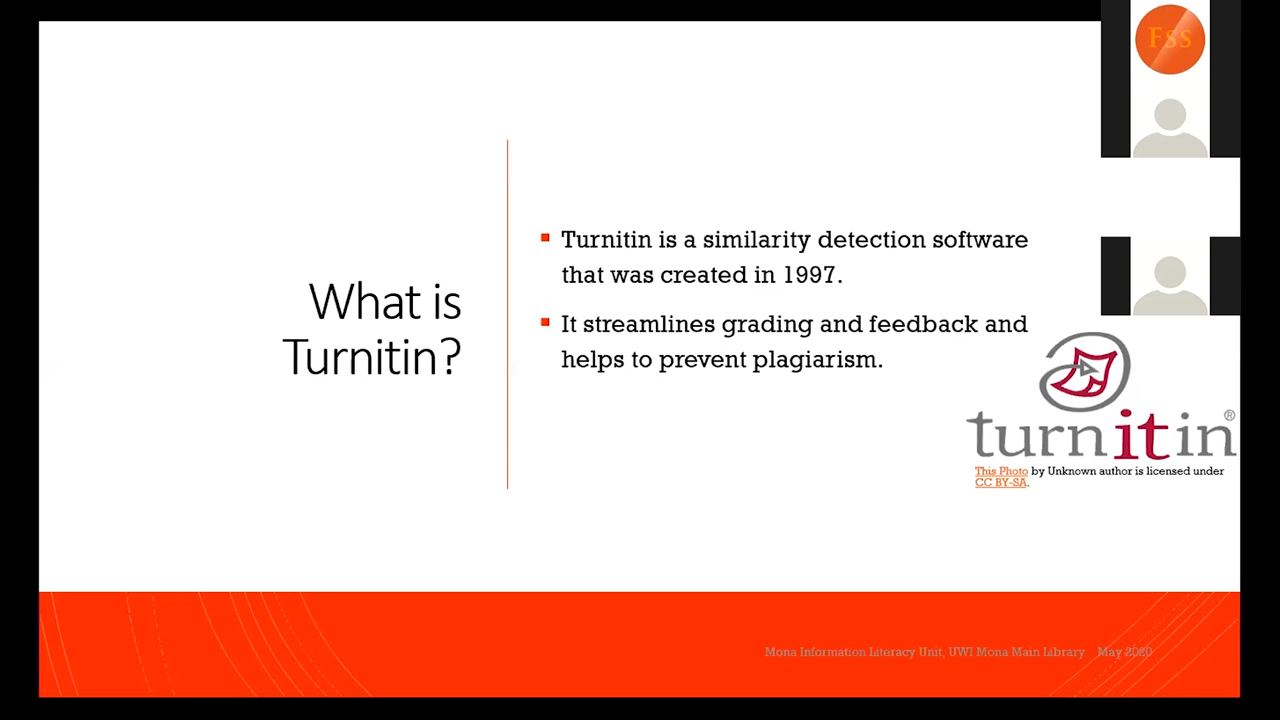 Fss
What is
Turnitin?
▪ Turnitin is a similarity detection software
that was created in 1997.
▪ It streamlines grading and feedback and
helps to prevent plagiarism.
turnitin®
This Photo by Unknown author is licensed under
CC BY-SA.
Mona Information Literacy Unit, UWI Mona Main Library May 2020